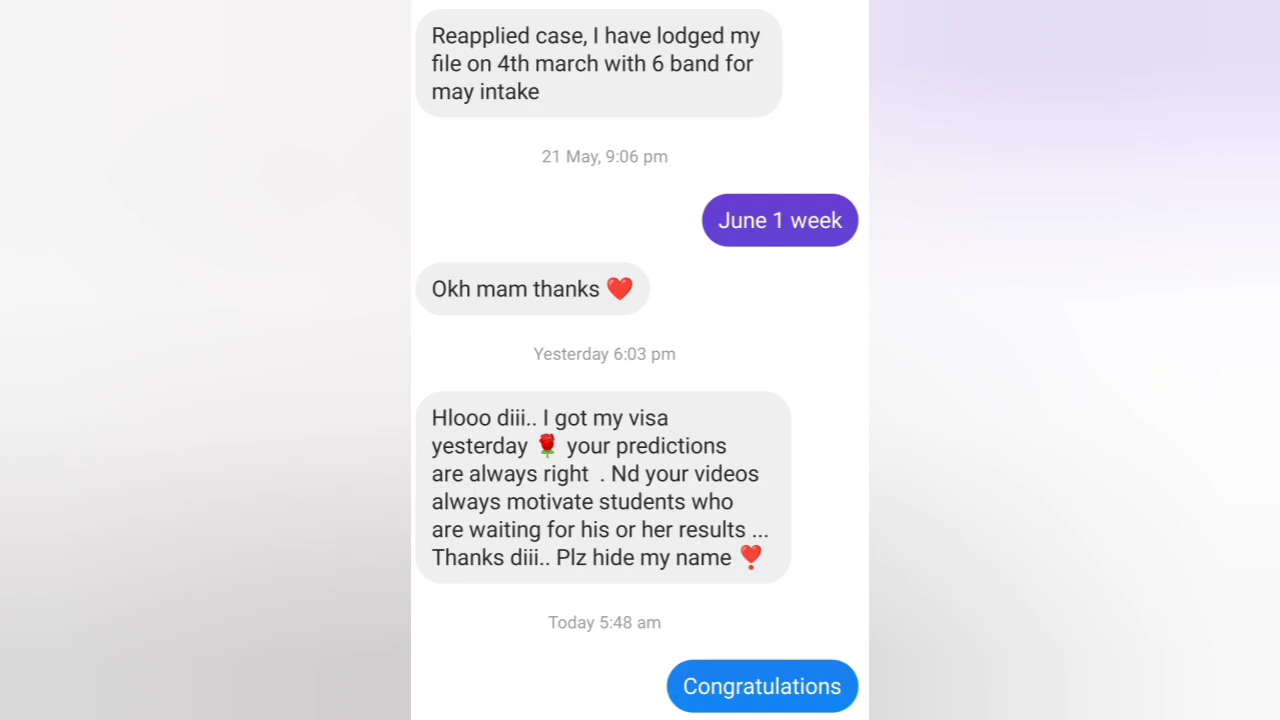 Reapplied case, I have lodged my
file on 4th march with 6 band for
may intake
21 May, 9:06 pm
June 1 week
Okh mam thanks ❤️
Yesterday 6:03 pm
Hlooo diii.. I got my visa
yesterday 🌹 your predictions
are always right . Nd your videos
always motivate students who
are waiting for his or her results ...
Thanks diii.. Plz hide my name ❣️
Today 5:48 am
Congratulations